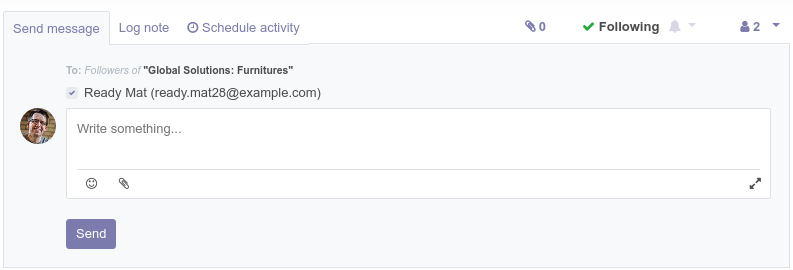 Send message Log note Schedule activity 0 Following 2
To: Followers of "Global Solutions: Furnitures"
Ready Mat (ready.mat28@example.com)
Write something...
Send